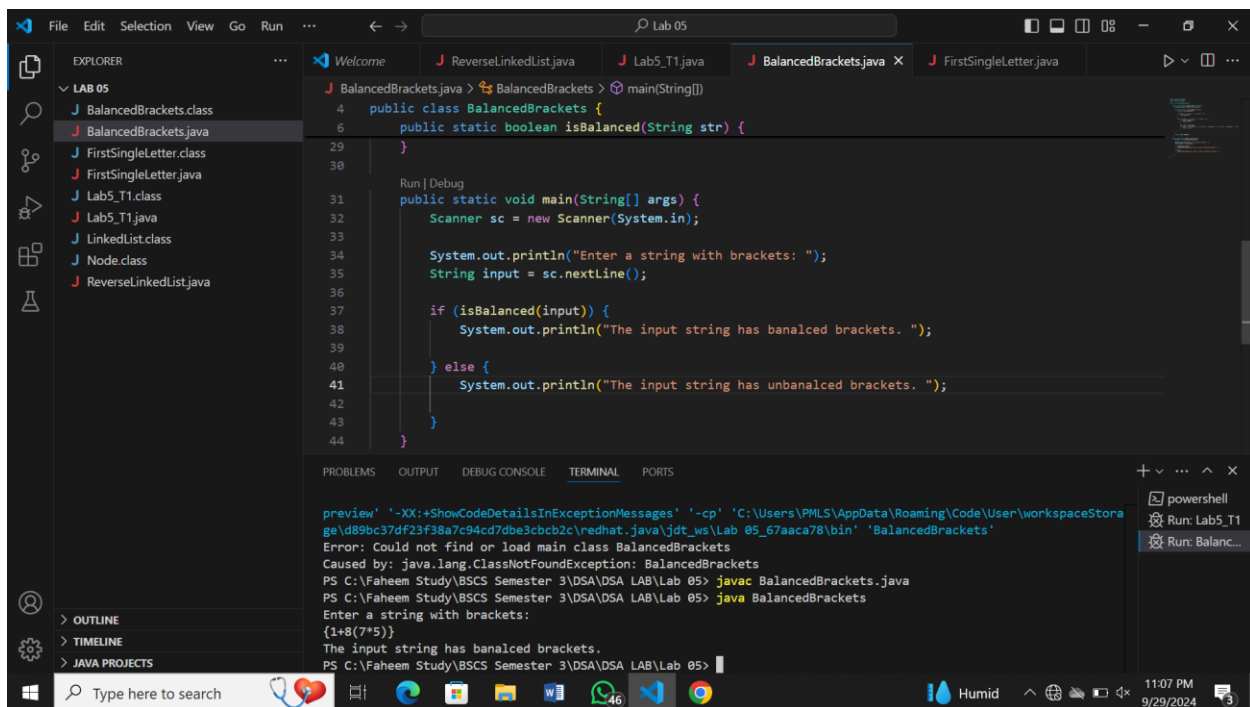 File Edit Selection View Go Run ··· Lab 05
EXPLORER ···
LAB 05
J BalancedBrackets.class
J BalancedBrackets.java
J FirstSingleLetter.class
J FirstSingleLetter.java
J Lab5_T1.class
J Lab5_T1.java
J LinkedList.class
J Node.class
J ReverseLinkedList.java
OUTLINE
TIMELINE
JAVA PROJECTS
Welcome J ReverseLinkedList.java J Lab5_T1.java J BalancedBrackets.java J FirstSingleLetter.java
J BalancedBrackets.java > BalancedBrackets > main(String[])
4 public class BalancedBrackets {
6 public static boolean isBalanced(String str) {
29 }
30
Run | Debug
31 public static void main(String[] args) {
32 Scanner sc = new Scanner(System.in);
33
34 System.out.println("Enter a string with brackets: ");
35 String input = sc.nextLine();
36
37 if (isBalanced(input)) {
38 System.out.println("The input string has banalced brackets. ");
39
40 } else {
41 System.out.println("The input string has unbanalced brackets. ");
42
43 }
44 }
PROBLEMS OUTPUT DEBUG CONSOLE TERMINAL PORTS
preview' '-XX:+ShowCodeDetailsInExceptionMessages' '-cp' 'C:\Users\PMLS\AppData\Roaming\Code\User\workspaceStora
ge\d89bc37df23f38a7c94cd7dbe3cbcb2c\redhat.java\jdt_ws\Lab 05_67aaca78\bin' 'BalancedBrackets'
Error: Could not find or load main class BalancedBrackets
Caused by: java.lang.ClassNotFoundException: BalancedBrackets
PS C:\Faheem Study\BSCS Semester 3\DSA\DSA LAB\Lab 05> javac BalancedBrackets.java
PS C:\Faheem Study\BSCS Semester 3\DSA\DSA LAB\Lab 05> java BalancedBrackets
Enter a string with brackets:
{1+8(7*5)}
The input string has banalced brackets.
PS C:\Faheem Study\BSCS Semester 3\DSA\DSA LAB\Lab 05>
powershell
Run: Lab5_T1
Run: Balanc...
Type here to search 46 Humid 11:07 PM
9/29/2024 3